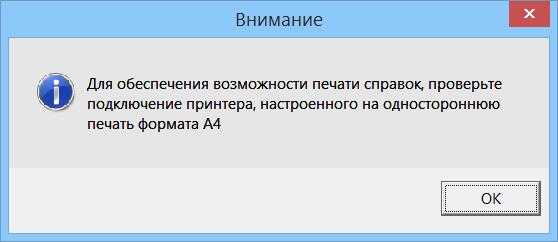 Внимание
Для обеспечения возможности печати справок, проверьте
подключение принтера, настроенного на одностороннюю
печать формата А4
OK